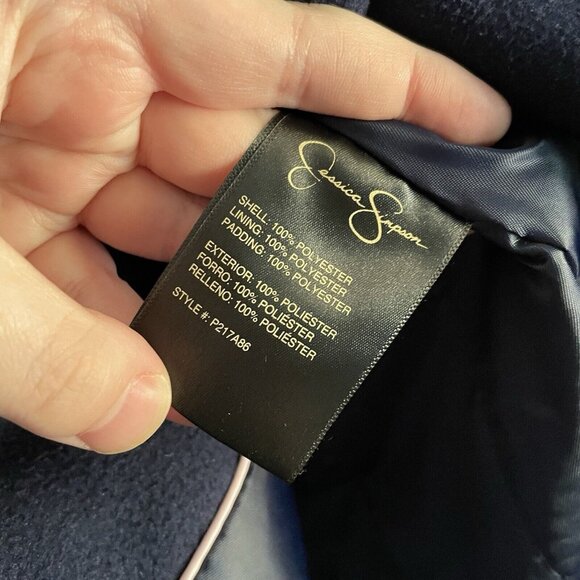 Jessica Simpson
SHELL: 100% POLYESTER
LINING: 100% POLYESTER
PADDING: 100% POLYESTER
EXTERIOR: 100% POLIÉSTER
FORRO: 100% POLIÉSTER
RELLENO: 100% POLIÉSTER
STYLE #: P217A86